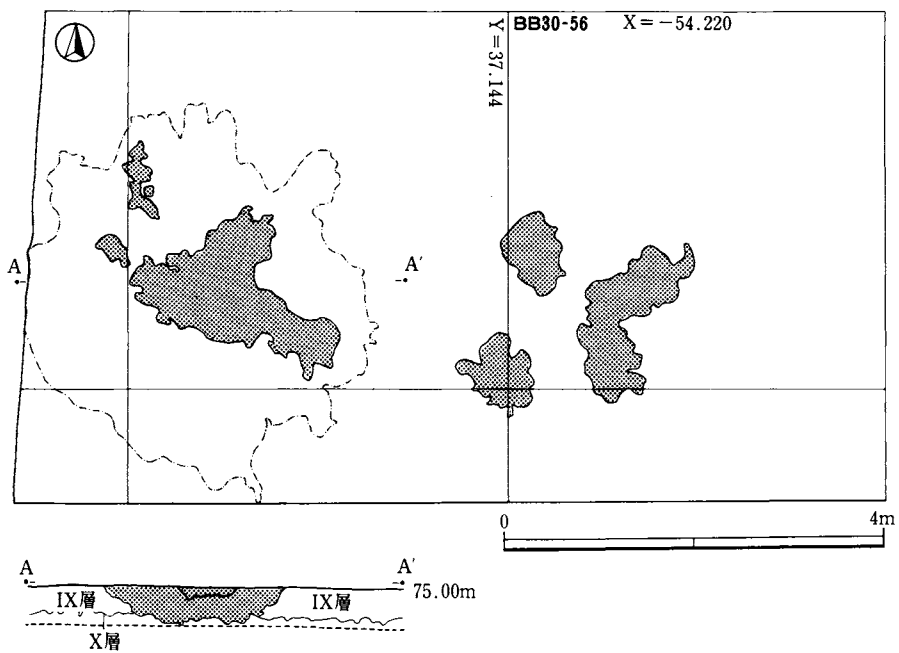 BB30-56 X=-54.220
Y=37.144
A A′
0 4m
A A′
75.00m
IX層 IX層
X層